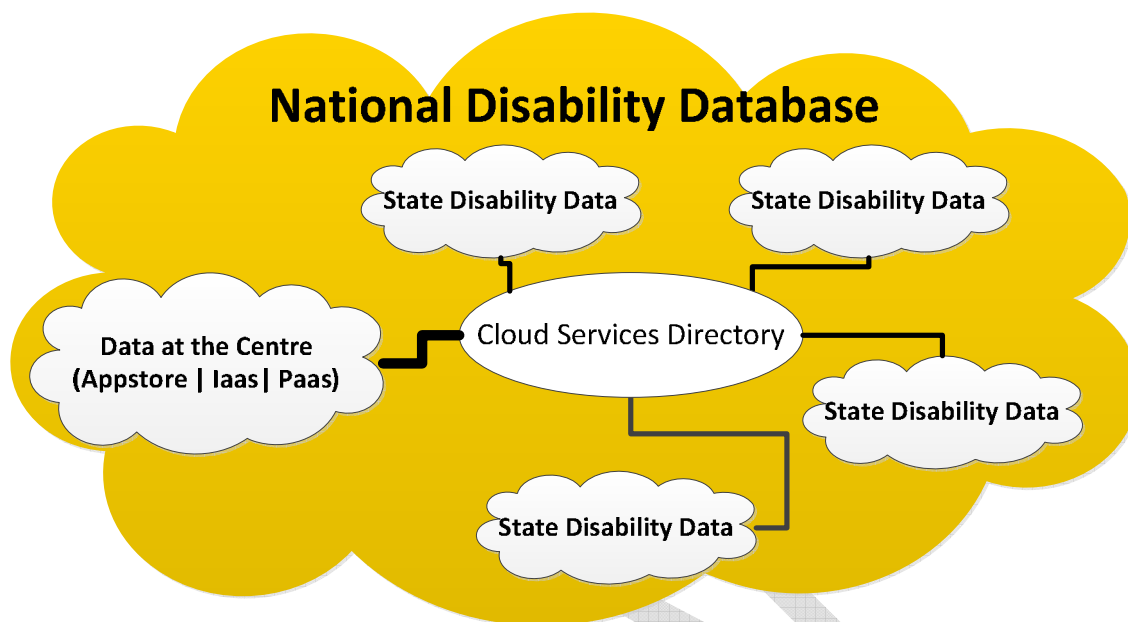 National Disability Database
State Disability Data
State Disability Data
Cloud Services Directory
Data at the Centre
(Appstore | Iaas| Paas)
State Disability Data
State Disability Data